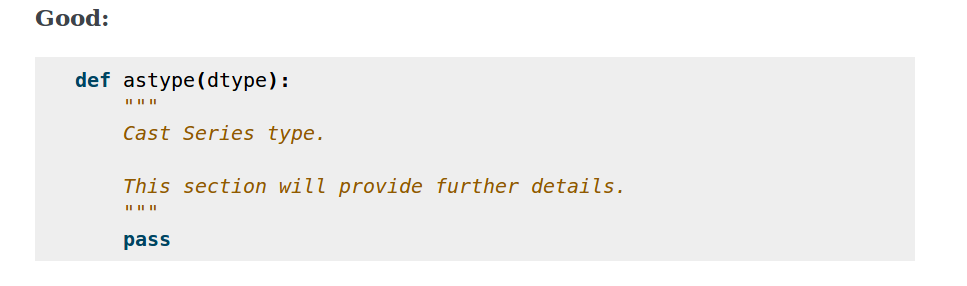 Good:
def astype(dtype):
    """
    Cast Series type.

    This section will provide further details.
    """
    pass